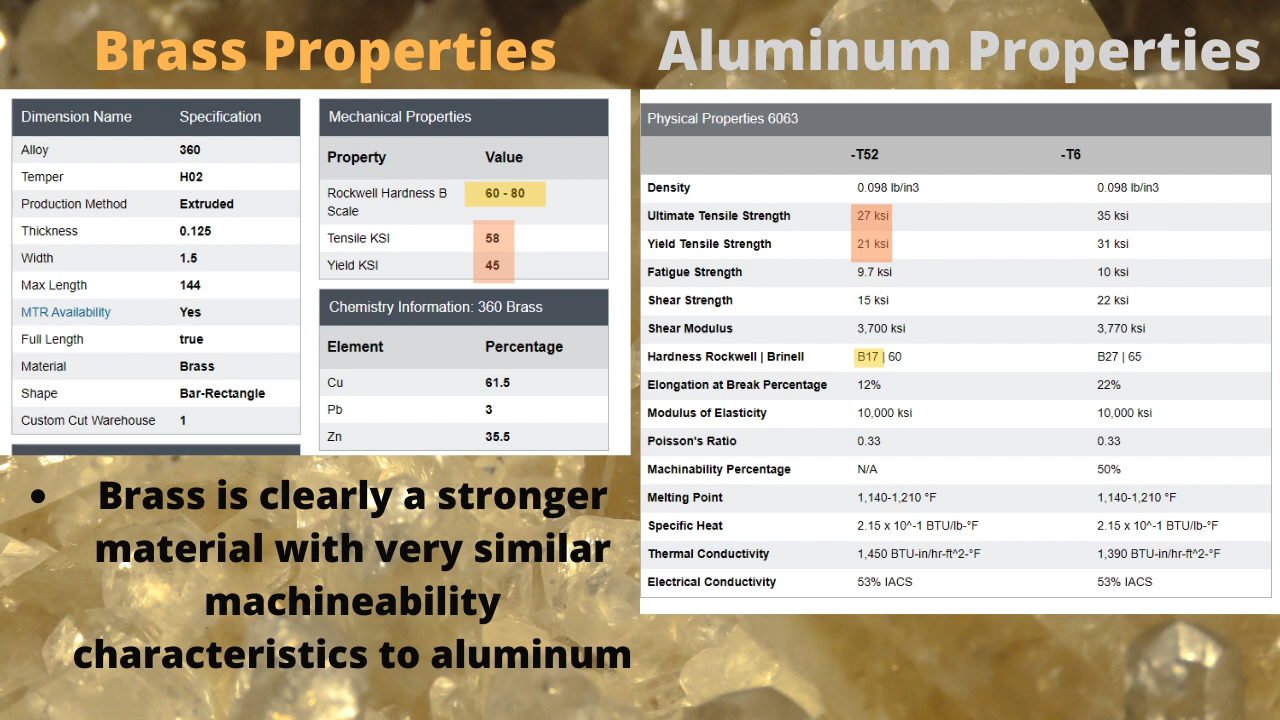 Brass Properties
Aluminum Properties
Dimension Name Specification
Alloy 360
Temper H02
Production Method Extruded
Thickness 0.125
Width 1.5
Max Length 144
MTR Availability Yes
Full Length true
Material Brass
Shape Bar-Rectangle
Custom Cut Warehouse 1
Mechanical Properties
Property Value
Rockwell Hardness B 60 - 80
Scale
Tensile KSI 58
Yield KSI 45
Chemistry Information: 360 Brass
Element Percentage
Cu 61.5
Pb 3
Zn 35.5
Physical Properties 6063
-T52 -T6
Density 0.098 lb/in3 0.098 lb/in3
Ultimate Tensile Strength 27 ksi 35 ksi
Yield Tensile Strength 21 ksi 31 ksi
Fatigue Strength 9.7 ksi 10 ksi
Shear Strength 15 ksi 22 ksi
Shear Modulus 3,700 ksi 3,770 ksi
Hardness Rockwell | Brinell B17 | 60 B27 | 65
Elongation at Break Percentage 12% 22%
Modulus of Elasticity 10,000 ksi 10,000 ksi
Poisson's Ratio 0.33 0.33
Machinability Percentage N/A 50%
Melting Point 1,140-1,210 °F 1,140-1,210 °F
Specific Heat 2.15 x 10^-1 BTU/lb-°F 2.15 x 10^-1 BTU/lb-°F
Thermal Conductivity 1,450 BTU-in/hr-ft^2-°F 1,390 BTU-in/hr-ft^2-°F
Electrical Conductivity 53% IACS 53% IACS
• Brass is clearly a stronger
material with very similar
machineability
characteristics to aluminum